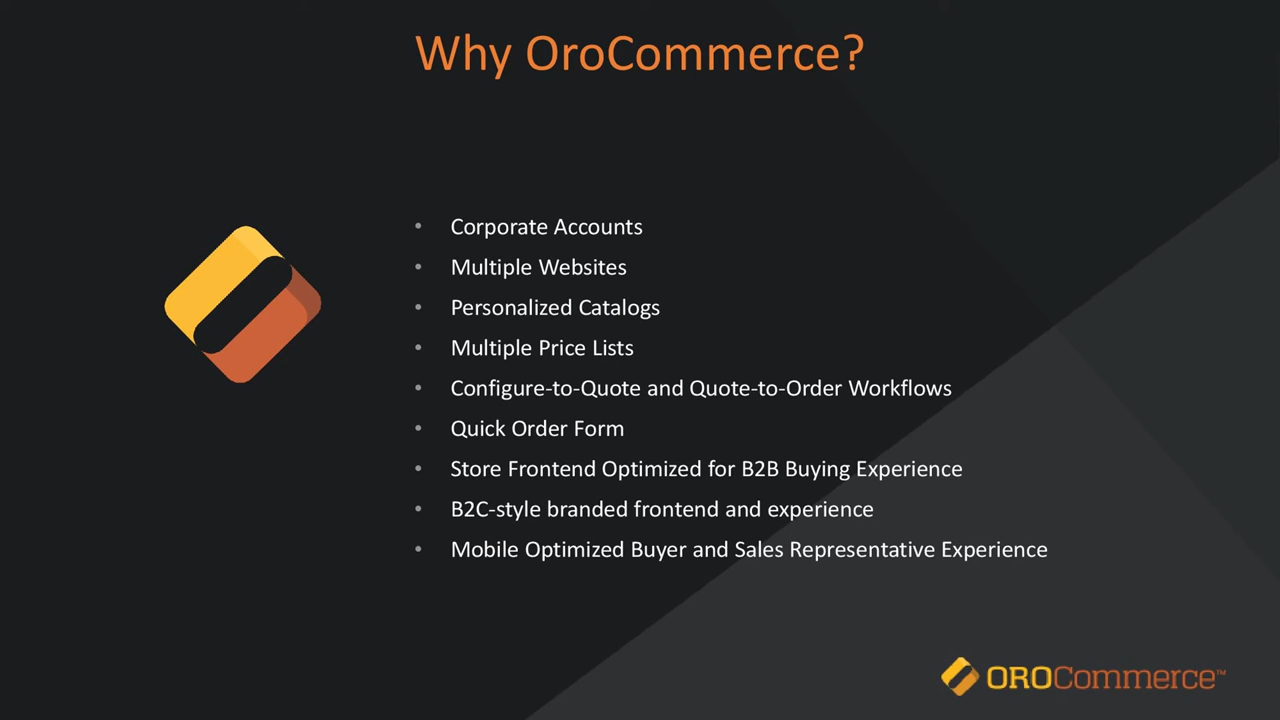 Why OroCommerce?
• Corporate Accounts
• Multiple Websites
• Personalized Catalogs
• Multiple Price Lists
• Configure-to-Quote and Quote-to-Order Workflows
• Quick Order Form
• Store Frontend Optimized for B2B Buying Experience
• B2C-style branded frontend and experience
• Mobile Optimized Buyer and Sales Representative Experience
OROCommerce™